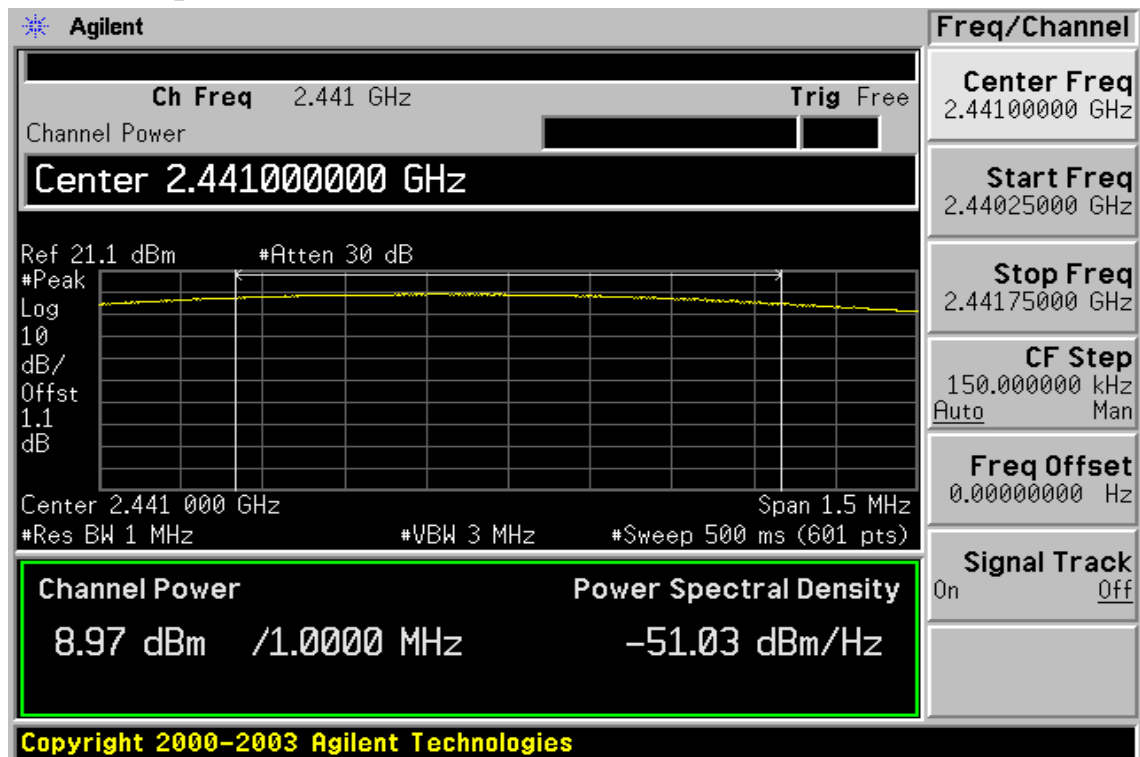 Agilent
Freq/Channel
Ch Freq 2.441 GHz Trig Free
Channel Power
Center 2.441000000 GHz
Ref 21.1 dBm #Atten 30 dB
#Peak
Log
10
dB/
Offst
1.1
dB
Center 2.441 000 GHz Span 1.5 MHz
#Res BW 1 MHz #VBW 3 MHz #Sweep 500 ms (601 pts)
Channel Power Power Spectral Density
8.97 dBm /1.0000 MHz -51.03 dBm/Hz
Copyright 2000-2003 Agilent Technologies
Center Freq
2.44100000 GHz
Start Freq
2.44025000 GHz
Stop Freq
2.44175000 GHz
CF Step
150.000000 kHz
Auto Man
Freq Offset
0.00000000 Hz
Signal Track
On Off